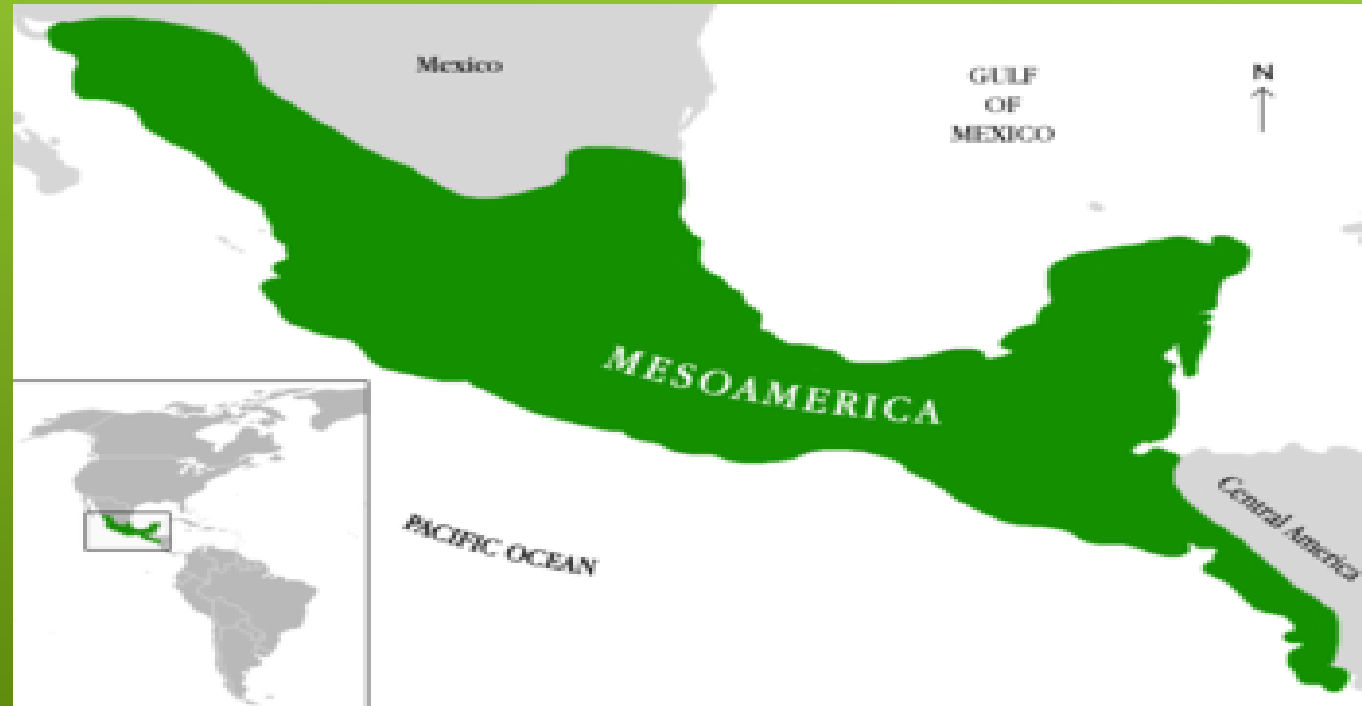 Mexico
GULF
OF
MEXICO
N
MESOAMERICA
Central America
PACIFIC OCEAN